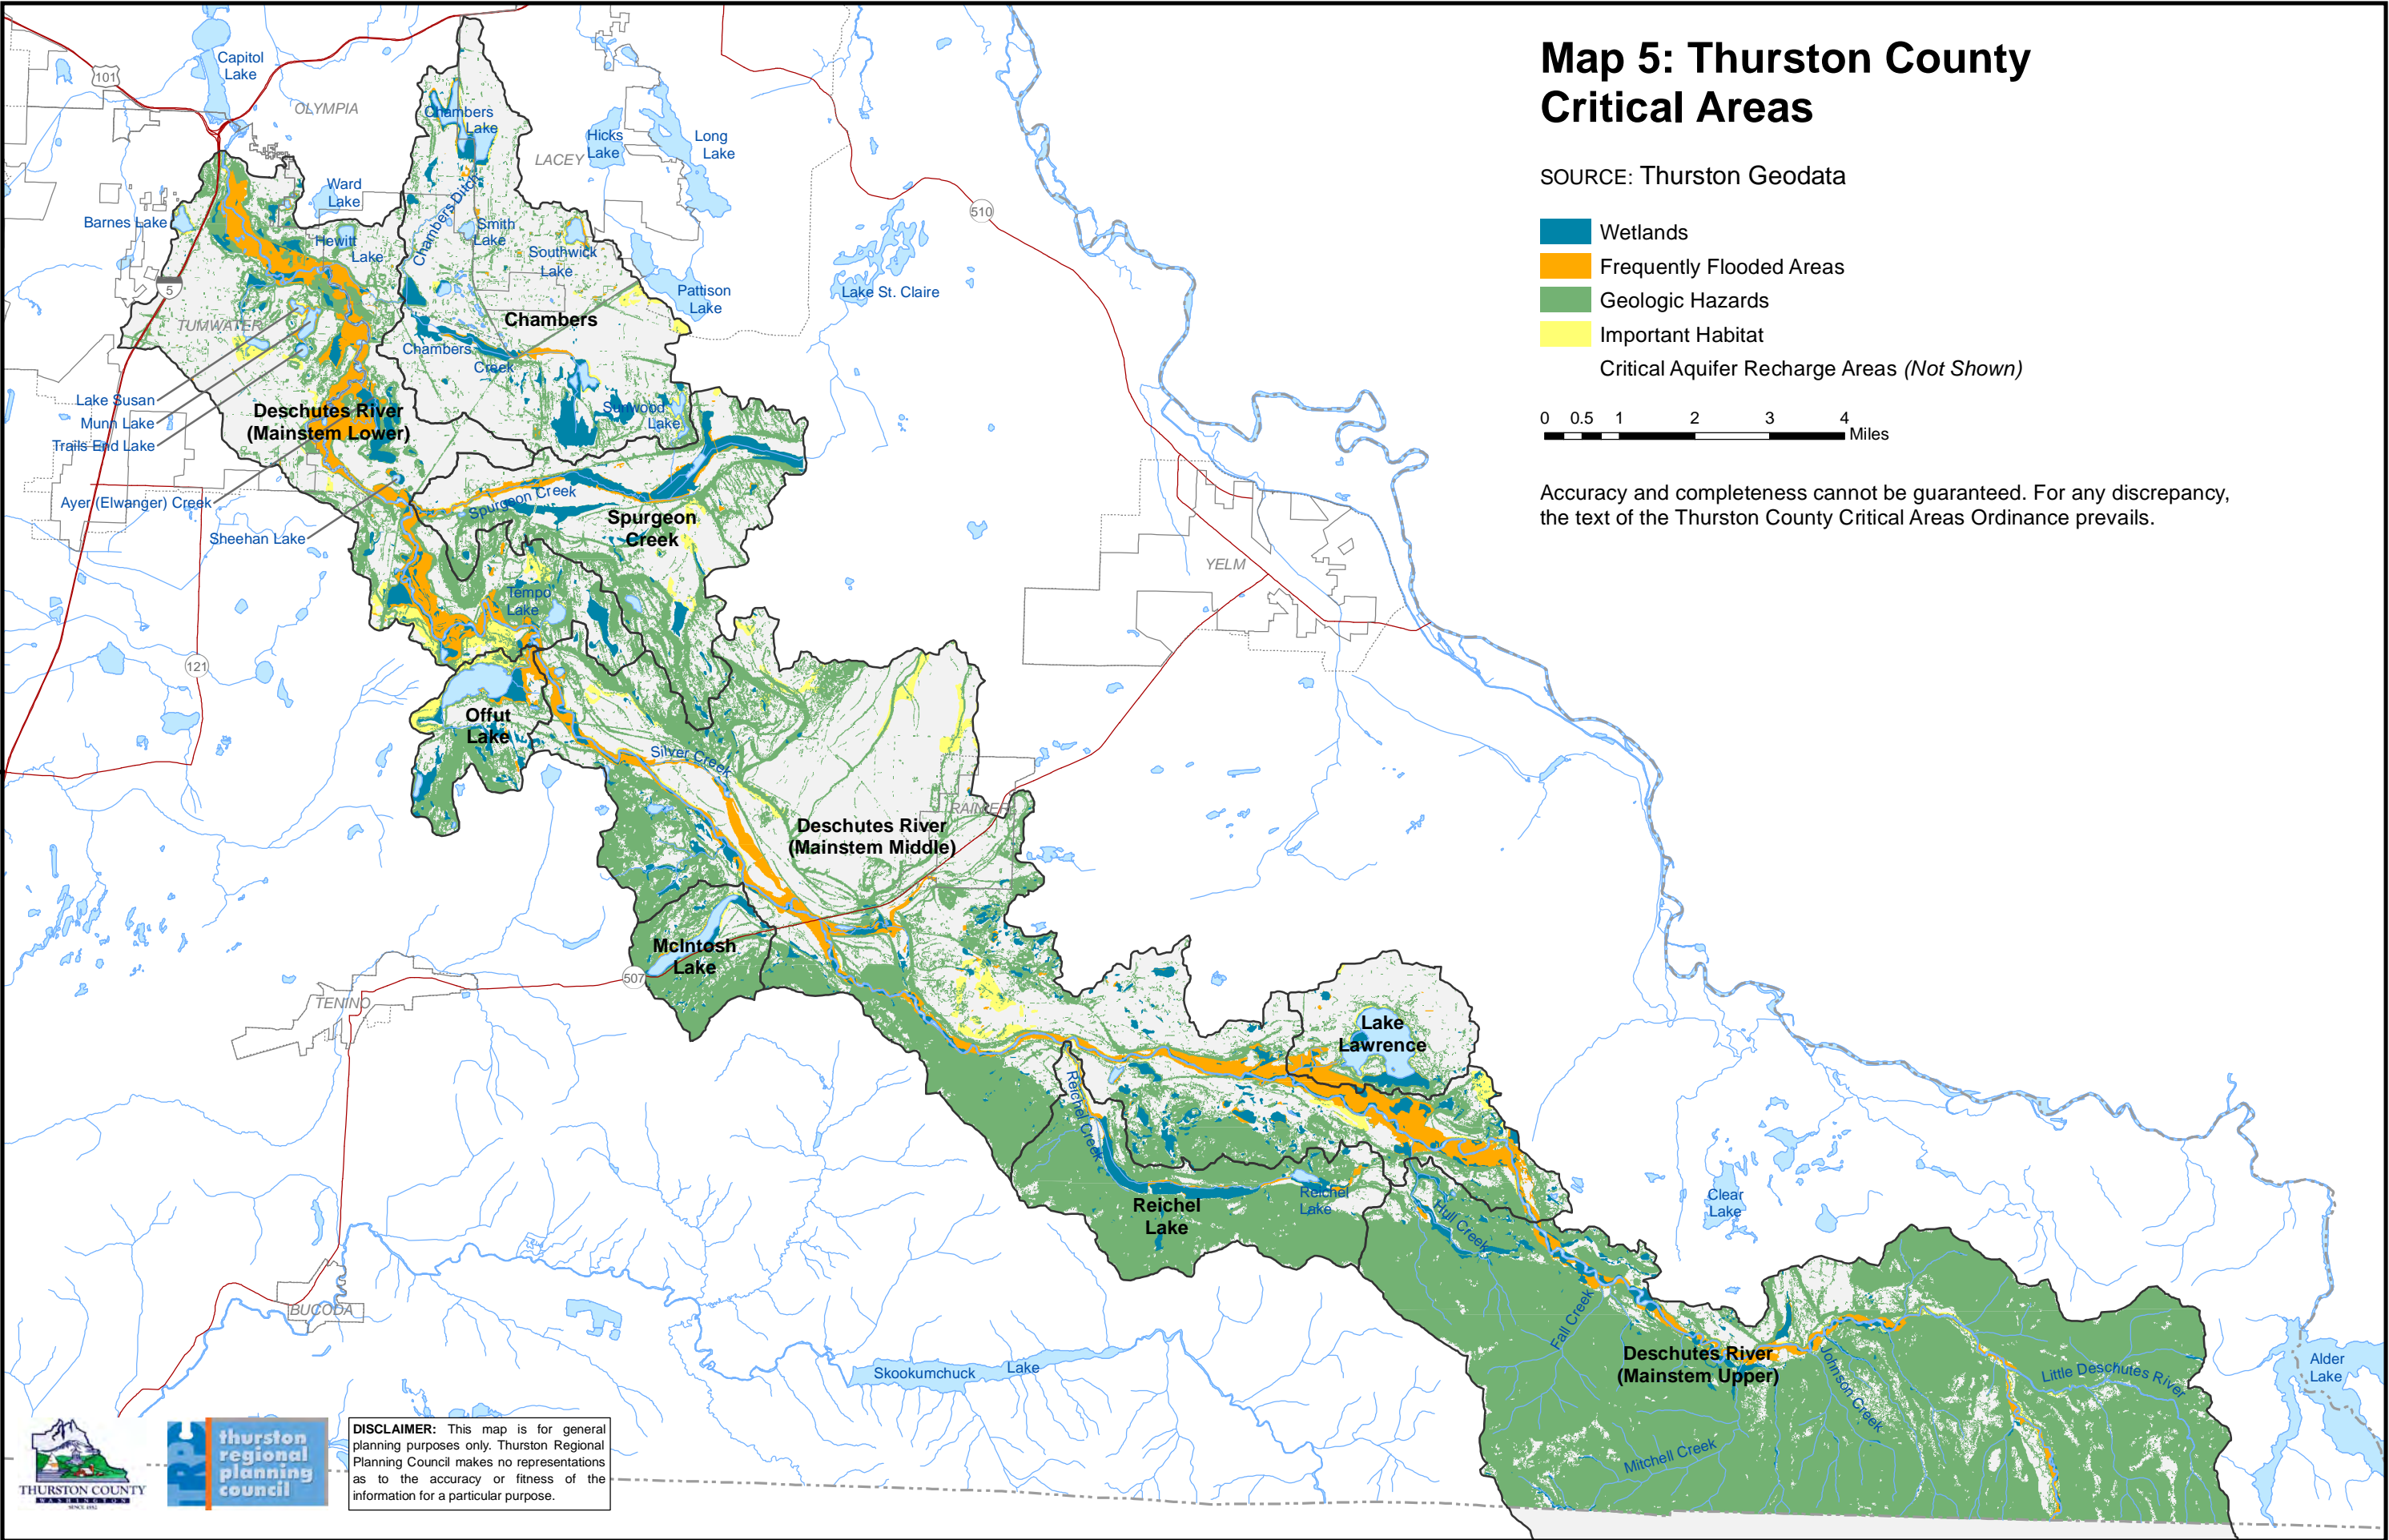 Map 5: Thurston County
Critical Areas
SOURCE: Thurston Geodata
Wetlands
Frequently Flooded Areas
Geologic Hazards
Important Habitat
Critical Aquifer Recharge Areas (Not Shown)
0 0.5 1 2 3 4
Miles
Accuracy and completeness cannot be guaranteed. For any discrepancy,
the text of the Thurston County Critical Areas Ordinance prevails.
Capitol
Lake
101
OLYMPIA
Chambers
Lake
Hicks
Lake
Long
Lake
LACEY
Ward
Lake
Barnes Lake
Chambers Ditch
Smith
Lake
Hewitt
Lake
Southwick
Lake
510
5
Pattison
Lake
Lake St. Claire
TUMWATER
Chambers
Chambers
Creek
Lake Susan
Munn Lake
Trails End Lake
Deschutes River
(Mainstem Lower)
Sunwood
Lake
Ayer (Elwanger) Creek
Spurgeon Creek
Spurgeon
Creek
Sheehan Lake
YELM
Tempo
Lake
121
Offut
Lake
Silver Creek
RAINIER
Deschutes River
(Mainstem Middle)
McIntosh
Lake
507
TENINO
Lake
Lawrence
Reichel Creek
Reichel
Lake
Reichel
Lake
Hull Creek
Clear
Lake
BUCODA
Fall Creek
Deschutes River
(Mainstem Upper)
Johnson Creek
Little Deschutes River
Alder
Lake
Skookumchuck Lake
Mitchell Creek
THURSTON COUNTY
WASHINGTON
SINCE 1852
TRPC
thurston
regional
planning
council
DISCLAIMER: This map is for general
planning purposes only. Thurston Regional
Planning Council makes no representations
as to the accuracy or fitness of the
information for a particular purpose.